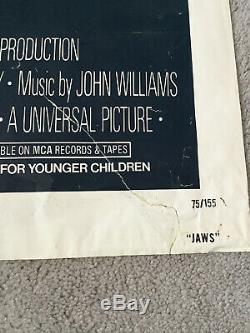 PRODUCTION
Y • Music by JOHN WILLIAMS
• A UNIVERSAL PICTURE •
BLE ON MCA RECORDS & TAPES
FOR YOUNGER CHILDREN
75/155
"JAWS"